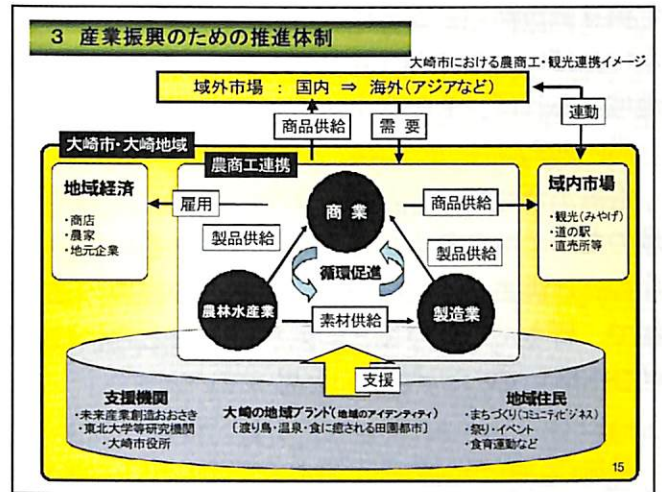 3 産業振興のための推進体制
大崎市における農商工・観光連携イメージ
域外市場 : 国内 ⇒ 海外(アジアなど)
商品供給
需要
連動
大崎市・大崎地域
農商工連携
地域経済
・商店
・農家
・地元企業
雇用
商業
商品供給
域内市場
・観光(みやげ)
・道の駅
・直売所等
製品供給
製品供給
循環促進
農林水産業
素材供給
製造業
支援
支援機関
・未来産業創造おおさき
・東北大学等研究機関
・大崎市役所
大崎の地域ブランド(地域のアイデンティティ)
[渡り鳥・温泉・食に癒される田園都市]
地域住民
・まちづくり(コミュニティビジネス)
・祭り・イベント
・食育運動など
15